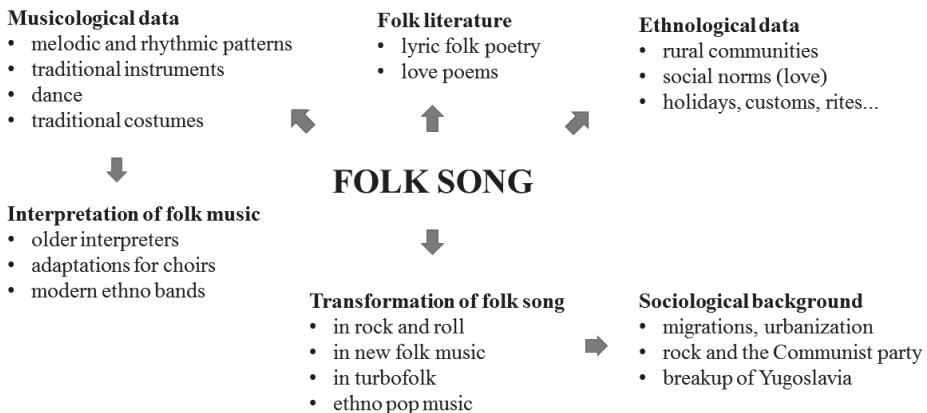 Musicological data
• melodic and rhythmic patterns
• traditional instruments
• dance
• traditional costumes
Folk literature
• lyric folk poetry
• love poems
Ethnological data
• rural communities
• social norms (love)
• holidays, customs, rites...
FOLK SONG
Interpretation of folk music
• older interpreters
• adaptations for choirs
• modern ethno bands
Transformation of folk song
• in rock and roll
• in new folk music
• in turbofolk
• ethno pop music
Sociological background
• migrations, urbanization
• rock and the Communist party
• breakup of Yugoslavia